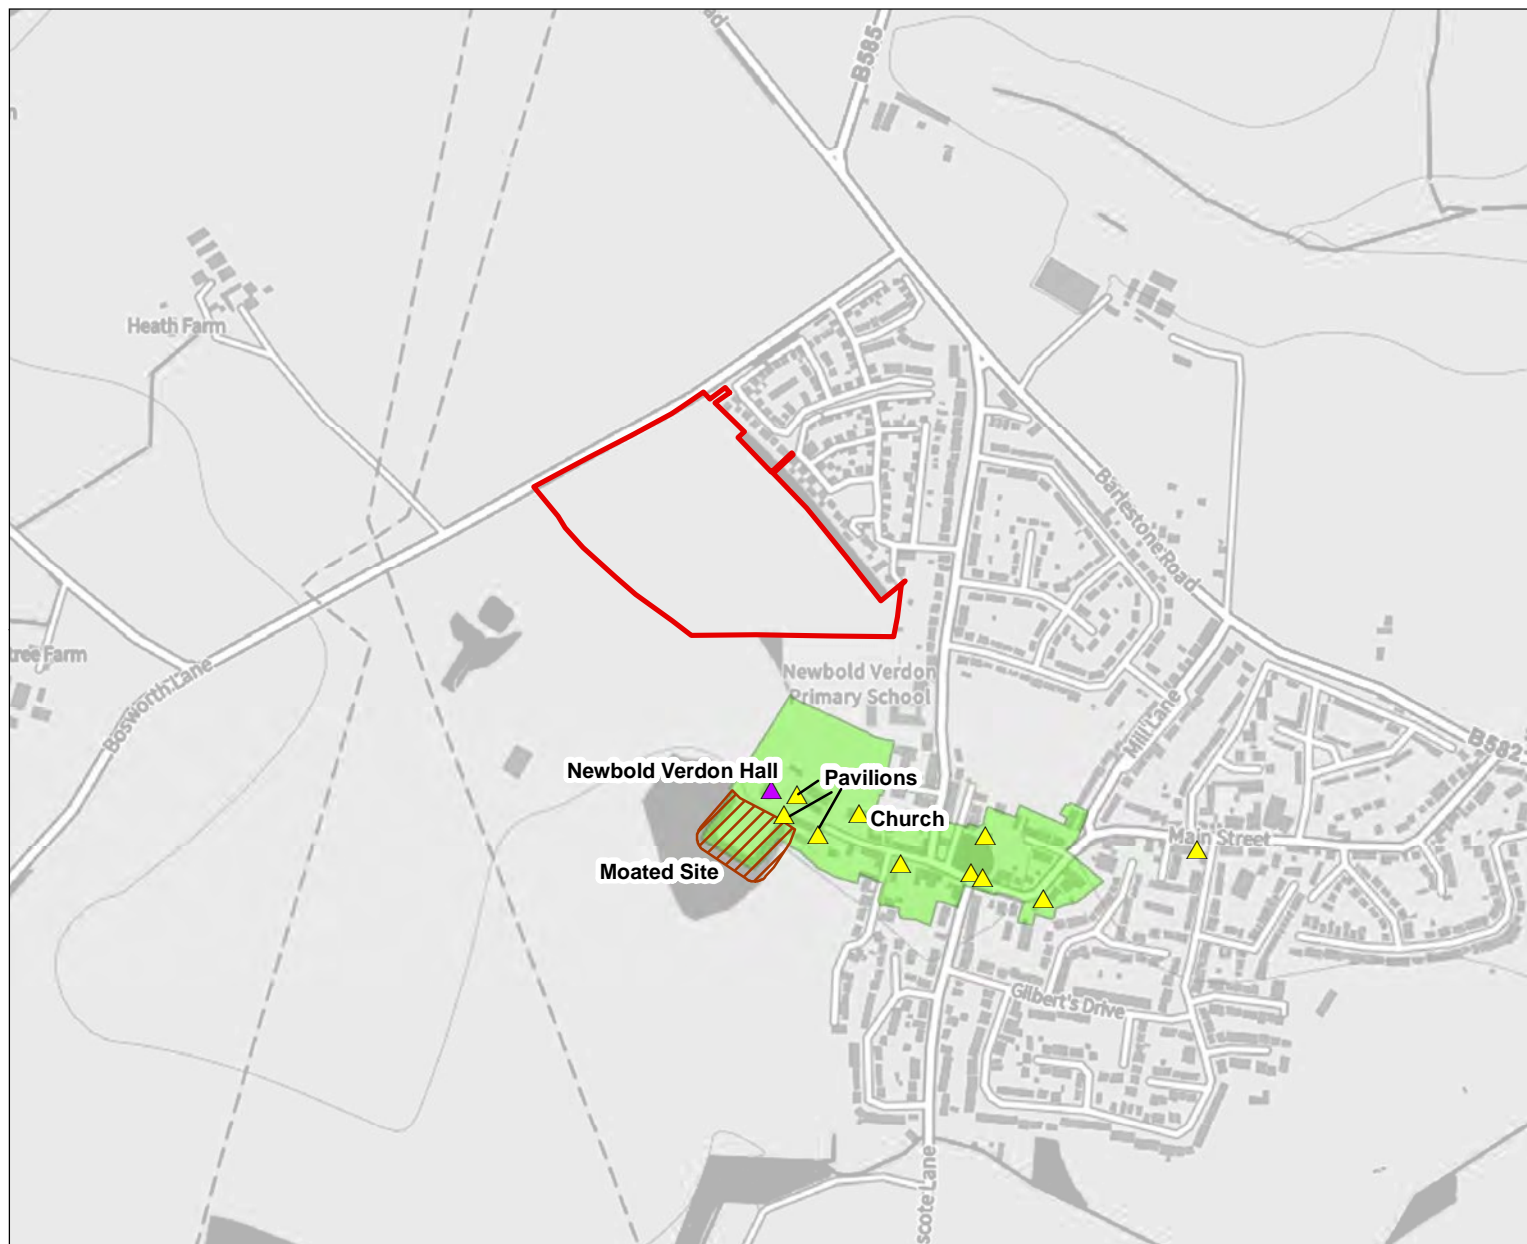 ad
B585
n
Heath Farm
Barlestone Road
tree Farm
Bosworth Lane
Newbold Verdon
Primary School
Mill Lane
B582
Newbold Verdon Hall
Pavilions
Church
Main Street
Moated Site
Gilbert's Drive
scote Lane